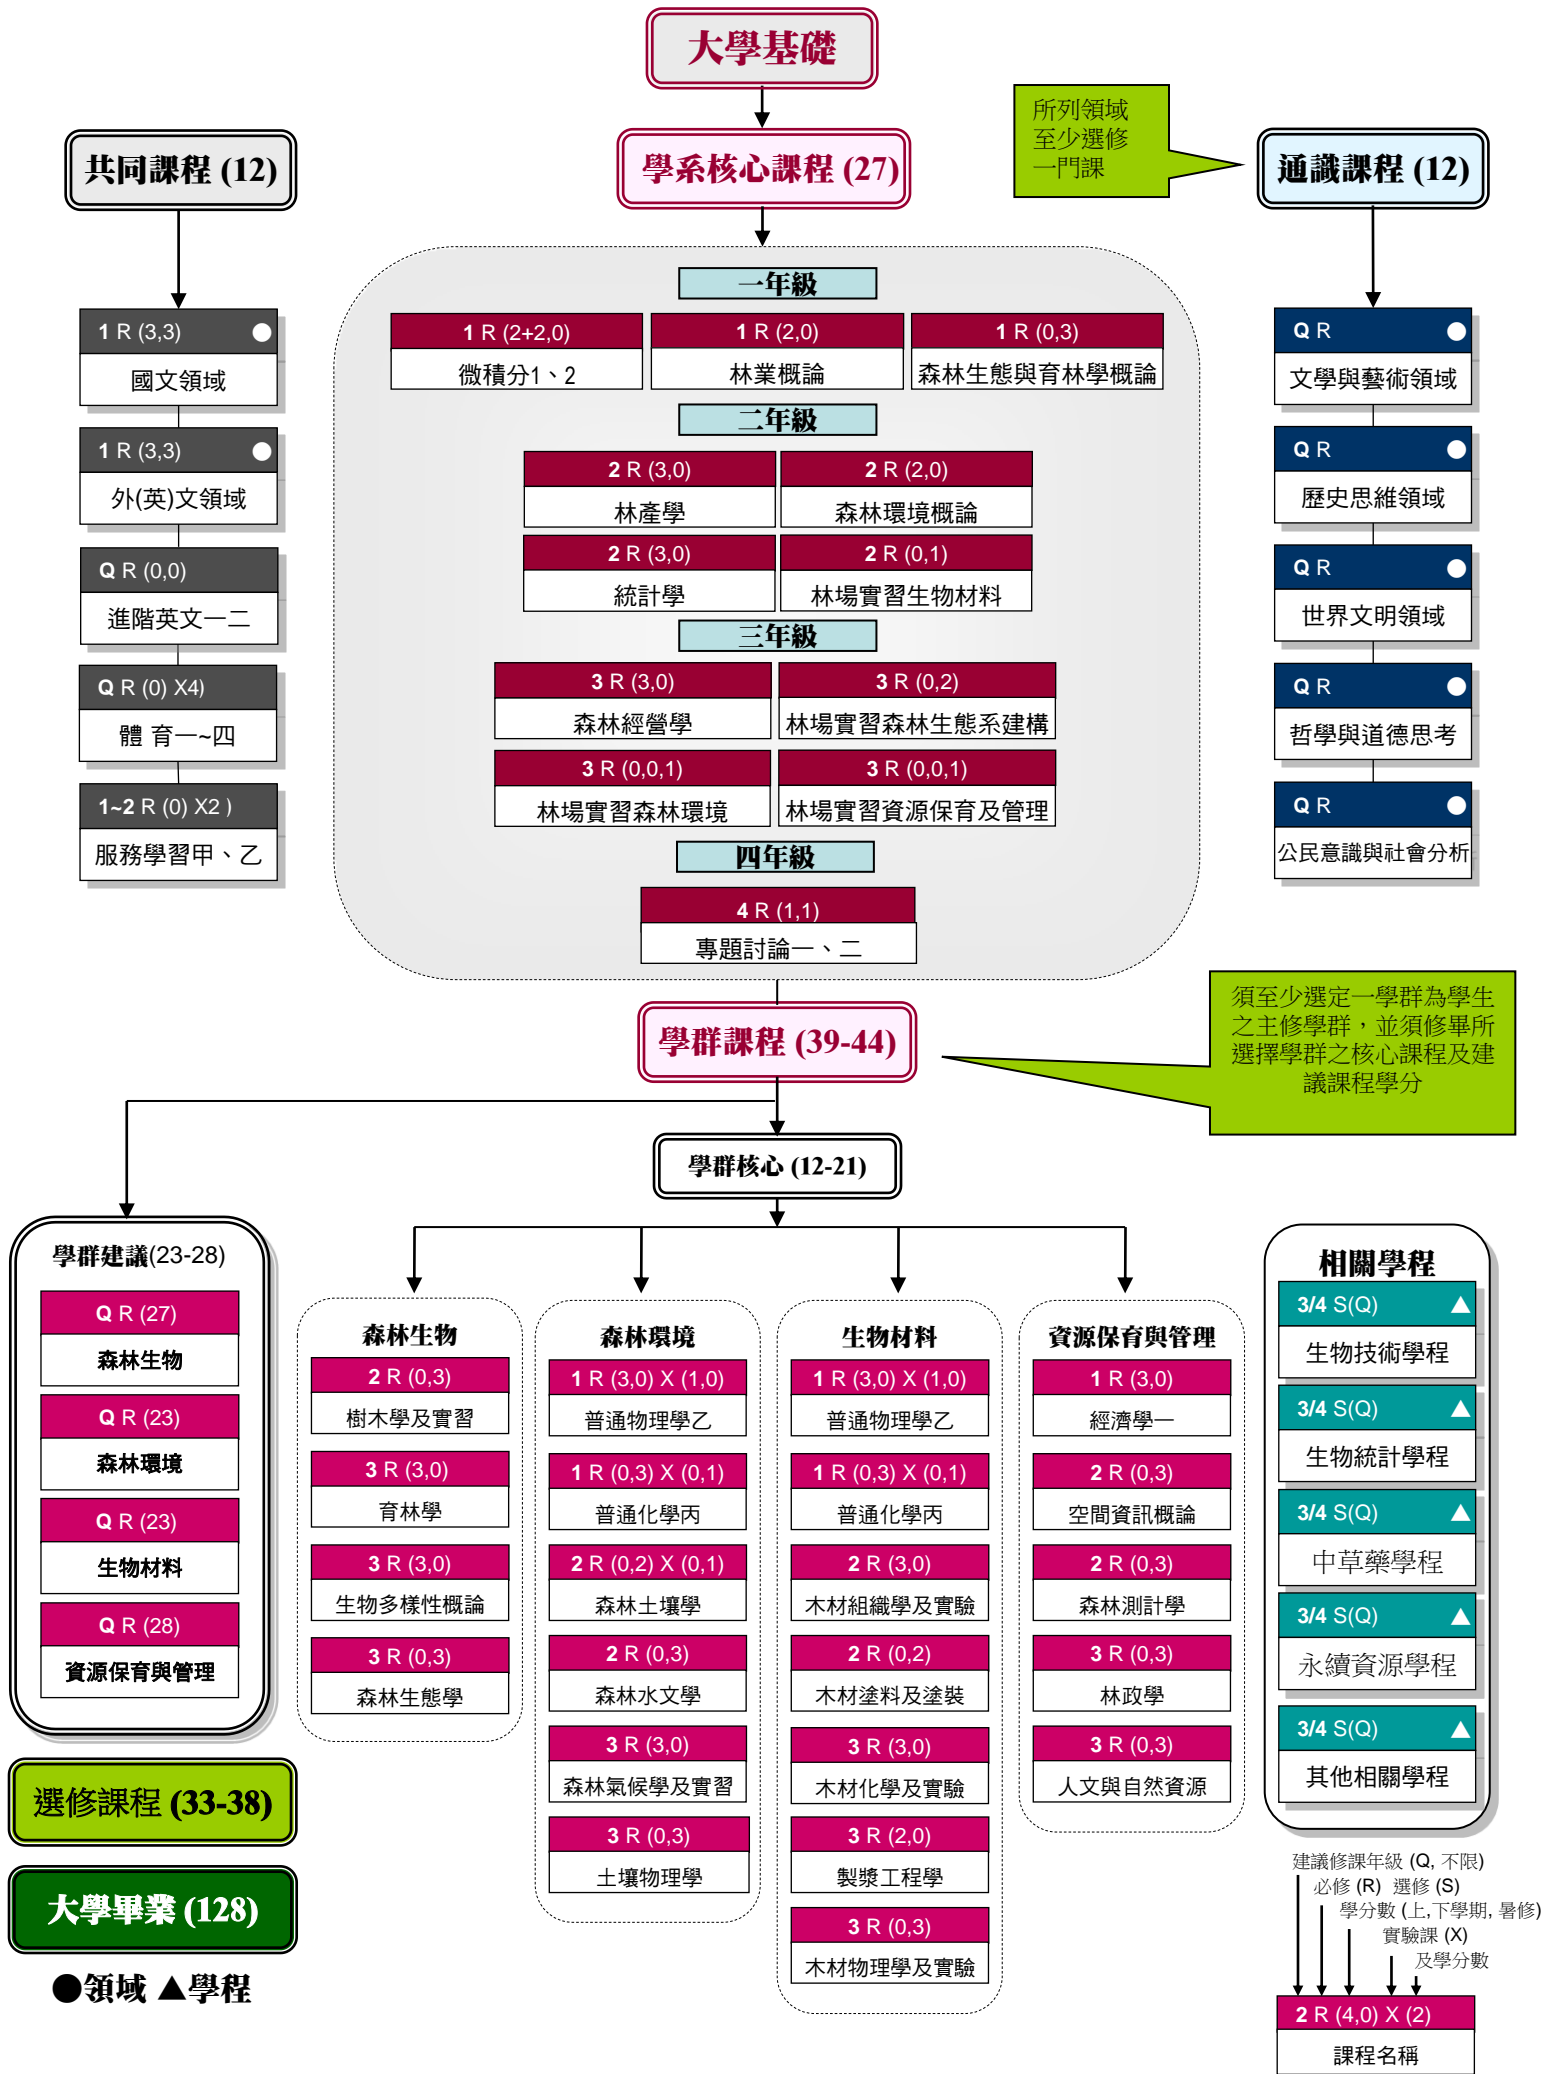 大學基礎
所列領域
至少選修
一門課
共同課程 (12)
學系核心課程 (27)
通識課程 (12)
1 R (3,3) ●
國文領域
1 R (3,3) ●
外(英)文領域
Q R (0,0)
進階英文一二
Q R (0) X4)
體 育一~四
1~2 R (0) X2 )
服務學習甲、乙
一年級
1 R (2+2,0)
微積分1、2
1 R (2,0)
林業概論
1 R (0,3)
森林生態與育林學概論
二年級
2 R (3,0)
林產學
2 R (2,0)
森林環境概論
2 R (3,0)
統計學
2 R (0,1)
林場實習生物材料
三年級
3 R (3,0)
森林經營學
3 R (0,2)
林場實習森林生態系建構
3 R (0,0,1)
林場實習森林環境
3 R (0,0,1)
林場實習資源保育及管理
四年級
4 R (1,1)
專題討論一、二
Q R ●
文學與藝術領域
Q R ●
歷史思維領域
Q R ●
世界文明領域
Q R ●
哲學與道德思考
Q R ●
公民意識與社會分析
學群課程 (39-44)
須至少選定一學群為學生
之主修學群，並須修畢所
選擇學群之核心課程及建
議課程學分
學群核心 (12-21)
學群建議(23-28)
Q R (27)
森林生物
Q R (23)
森林環境
Q R (23)
生物材料
Q R (28)
資源保育與管理
森林生物
2 R (0,3)
樹木學及實習
3 R (3,0)
育林學
3 R (3,0)
生物多樣性概論
3 R (0,3)
森林生態學
森林環境
1 R (3,0) X (1,0)
普通物理學乙
1 R (0,3) X (0,1)
普通化學丙
2 R (0,2) X (0,1)
森林土壤學
2 R (0,3)
森林水文學
3 R (3,0)
森林氣候學及實習
3 R (0,3)
土壤物理學
生物材料
1 R (3,0) X (1,0)
普通物理學乙
1 R (0,3) X (0,1)
普通化學丙
2 R (3,0)
木材組織學及實驗
2 R (0,2)
木材塗料及塗裝
3 R (3,0)
木材化學及實驗
3 R (2,0)
製漿工程學
3 R (0,3)
木材物理學及實驗
資源保育與管理
1 R (3,0)
經濟學一
2 R (0,3)
空間資訊概論
2 R (0,3)
森林測計學
3 R (0,3)
林政學
3 R (0,3)
人文與自然資源
相關學程
3/4 S(Q) ▲
生物技術學程
3/4 S(Q) ▲
生物統計學程
3/4 S(Q) ▲
中草藥學程
3/4 S(Q) ▲
永續資源學程
3/4 S(Q) ▲
其他相關學程
選修課程 (33-38)
大學畢業 (128)
●領域 ▲學程
建議修課年級 (Q, 不限)
必修 (R) 選修 (S)
學分數 (上,下學期, 暑修)
實驗課 (X)
及學分數
2 R (4,0) X (2)
課程名稱